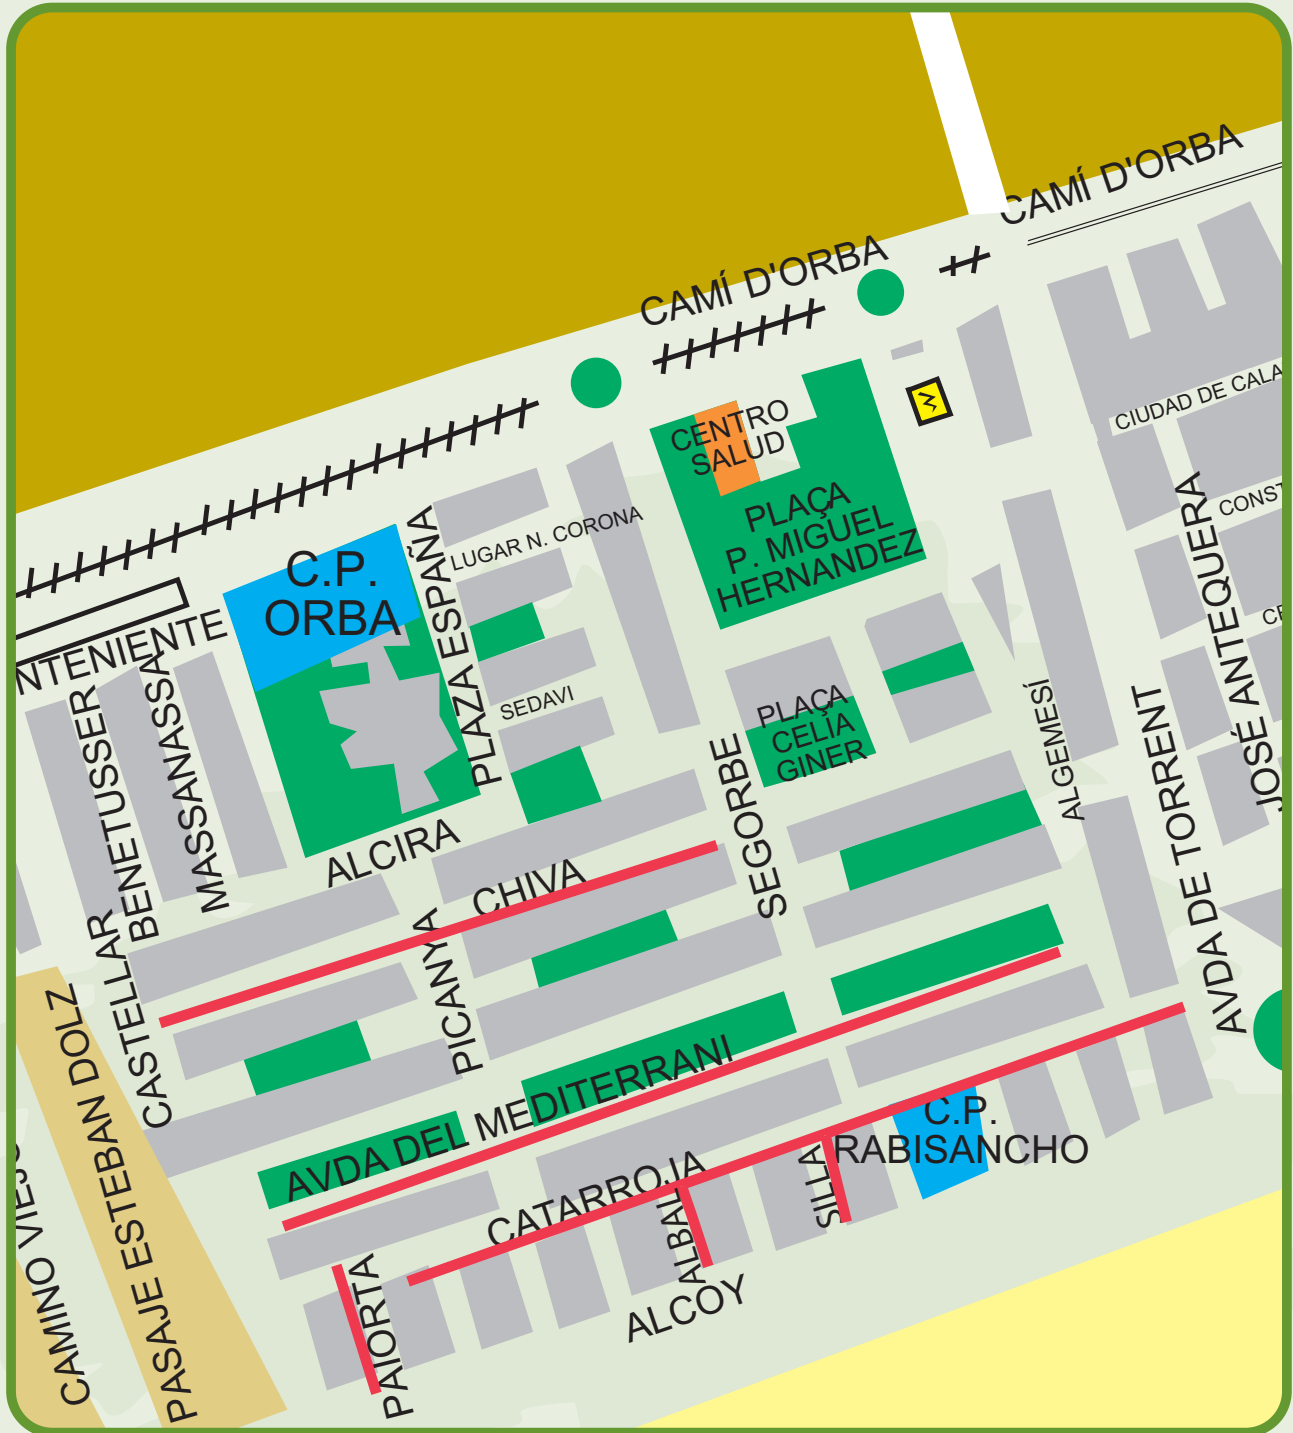 CAMÍ D'ORBA
CAMÍ D'ORBA
CENTRO
SALUD
CIUDAD DE CALA
PLAÇA
P. MIGUEL
HERNANDEZ
LUGAR N. CORONA
C.P.
ORBA
PLAZA ESPAÑA
CONST
JOSÉ ANTEQUERA
CE
NTENIENTE
BENETUSSER
MASSANASSA
SEDAVI
PLAÇA
CELIA
GINER
SEGORBE
ALGEMESÍ
AVDA DE TORRENT
ALCIRA
CHIVA
PICANYA
CASTELLAR
PASAJE ESTEBAN DOLZ
CAMINO VIEJO
AVDA DEL MEDITERRANI
CATARROJA
C.P.
RABISANCHO
SILLA
ALBAL
ALCOY
PAIORTA